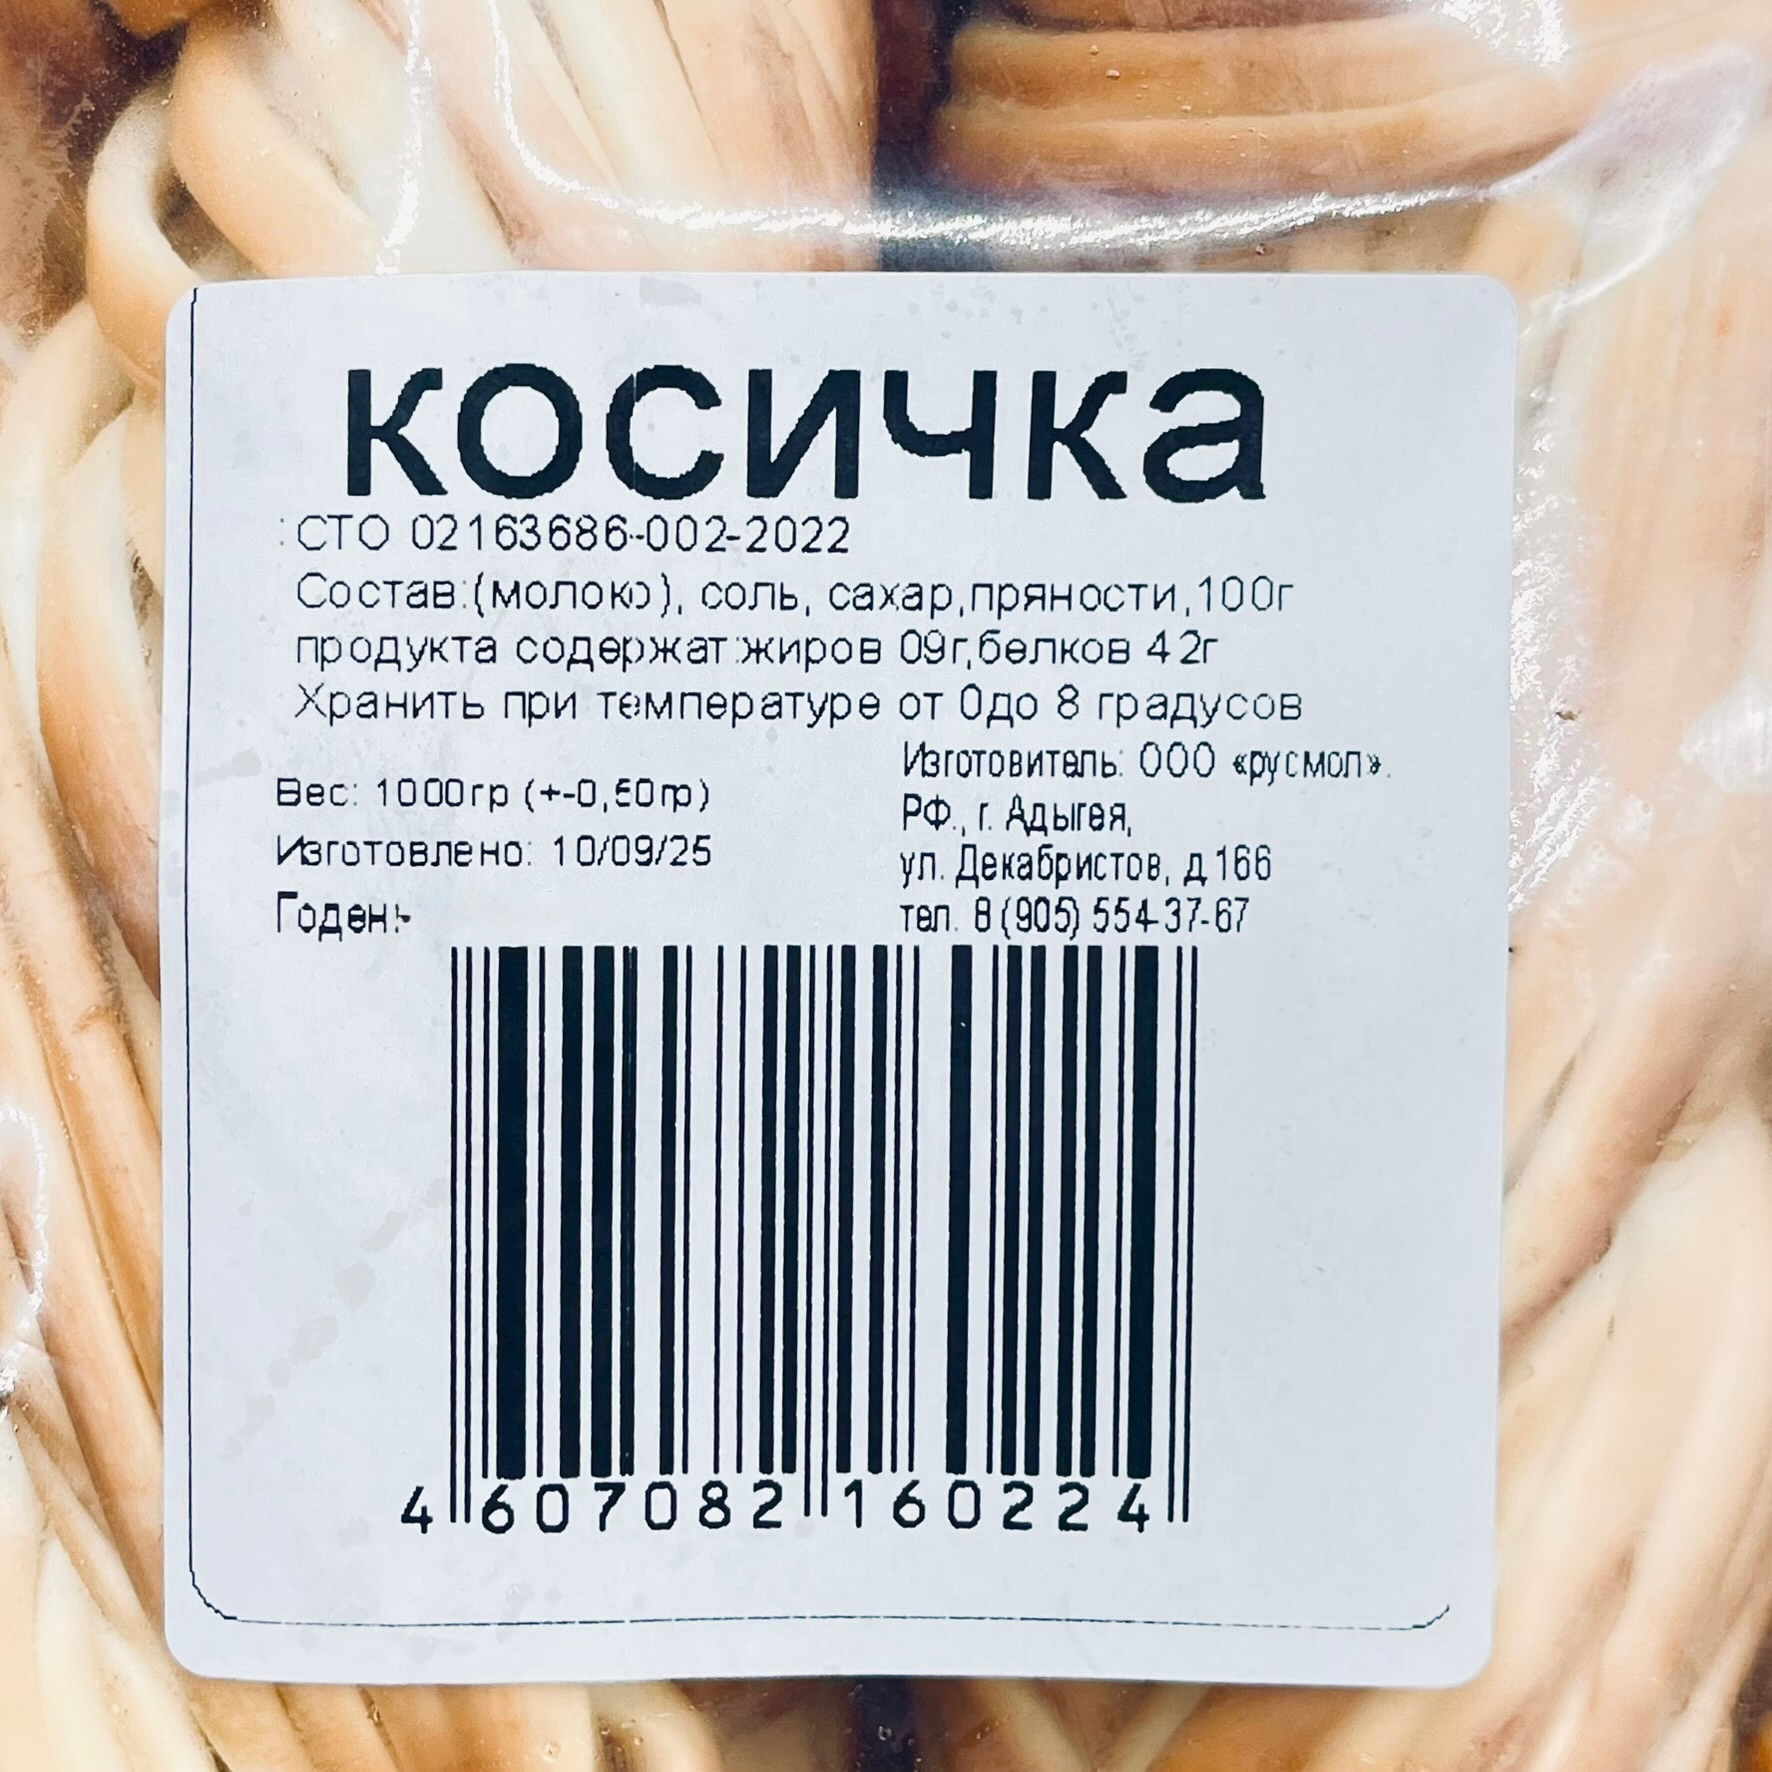 косичка
СТО 02163686-002-2022
Состав:(молоко), соль, сахар,пряности,100г
продукта содержат:жиров 09г,белков 42г
Хранить при температуре от 0до 8 градусов
Вес: 1000гр (+-0,50гр)
Изготовлено: 10/09/25
Годен:-
Изготовитель: ООО «русмол».
РФ., г. Адыгея,
ул. Декабристов, д 166
тел. 8 (905) 554-37-67
4 607082 160224